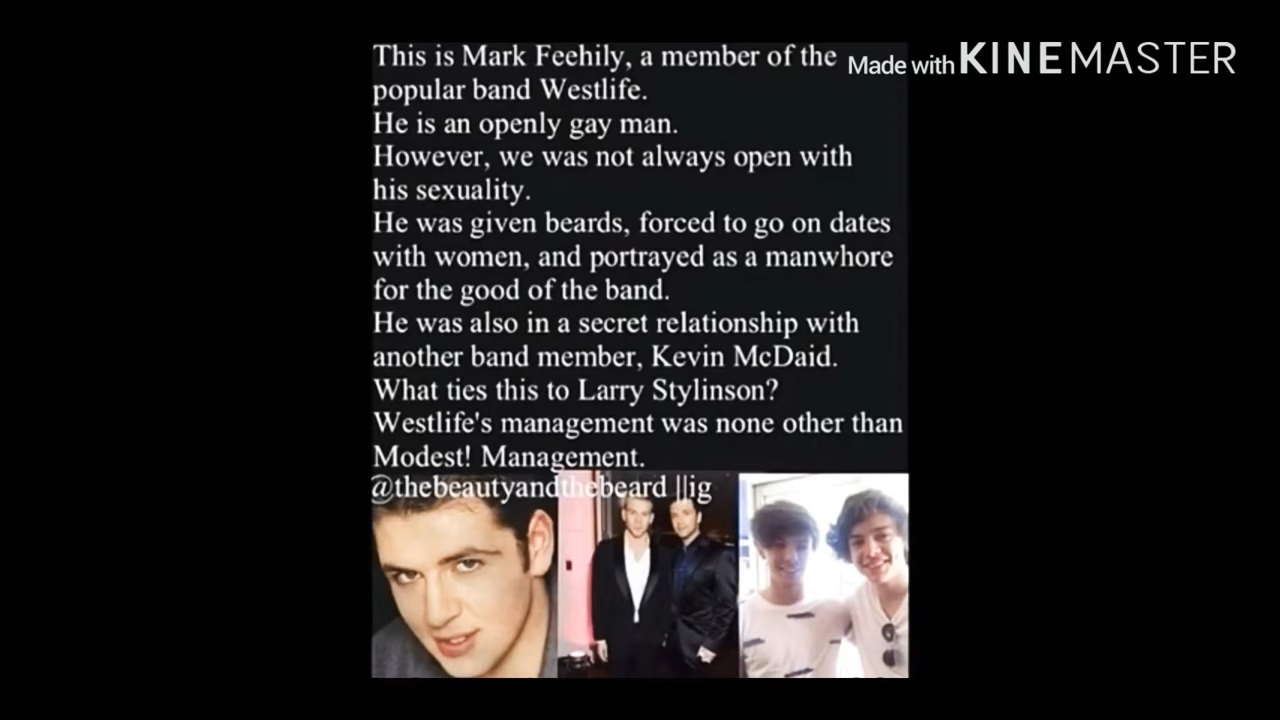 This is Mark Feehily, a member of the
popular band Westlife.
He is an openly gay man.
However, we was not always open with
his sexuality.
He was given beards, forced to go on dates
with women, and portrayed as a manwhore
for the good of the band.
He was also in a secret relationship with
another band member, Kevin McDaid.
What ties this to Larry Stylinson?
Westlife's management was none other than
Modest! Management.
@thebeautyandthebeard ||ig
Made with KINEMASTER